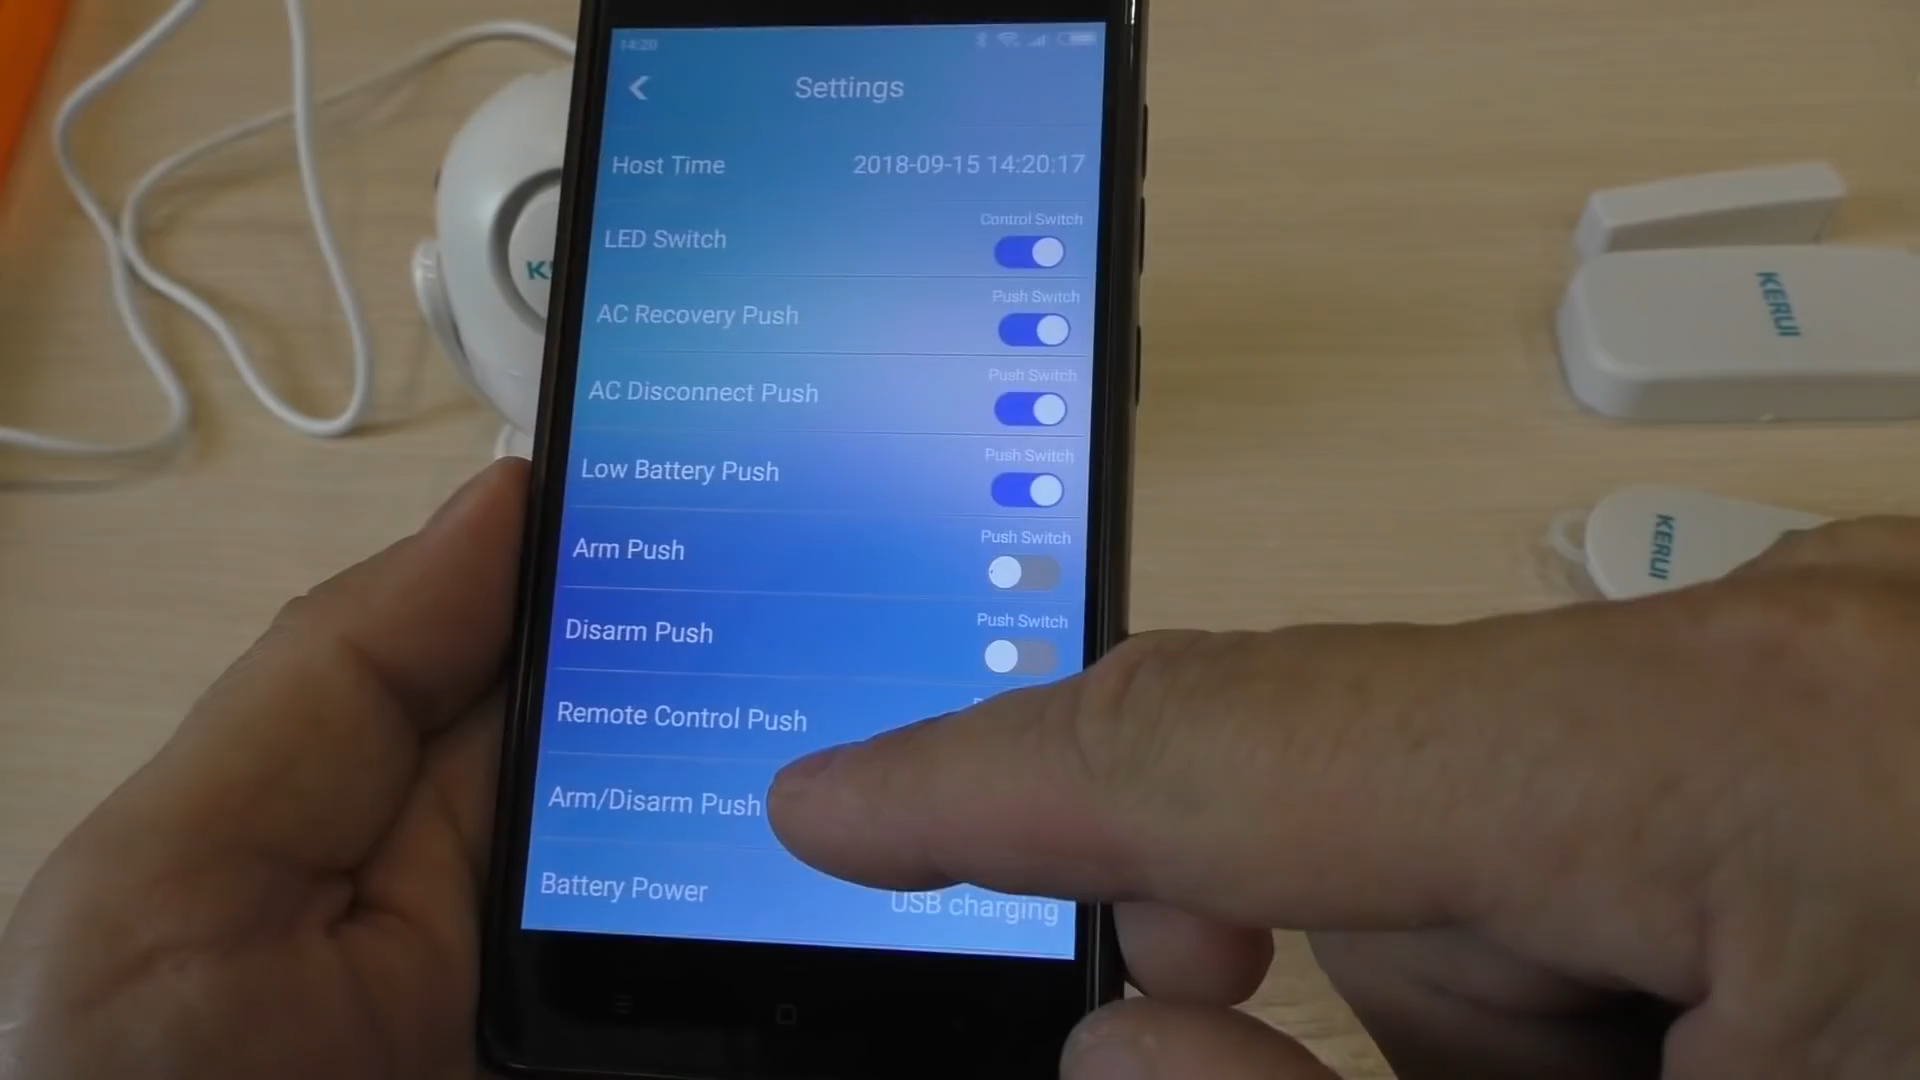 14:20
Settings
Host Time 2018-09-15 14:20:17
Control Switch
LED Switch
Push Switch
AC Recovery Push
Push Switch
AC Disconnect Push
Push Switch
Low Battery Push
Push Switch
Arm Push
Push Switch
Disarm Push
Remote Control Push
Arm/Disarm Push
Battery Power USB charging
KERUI
KERUI